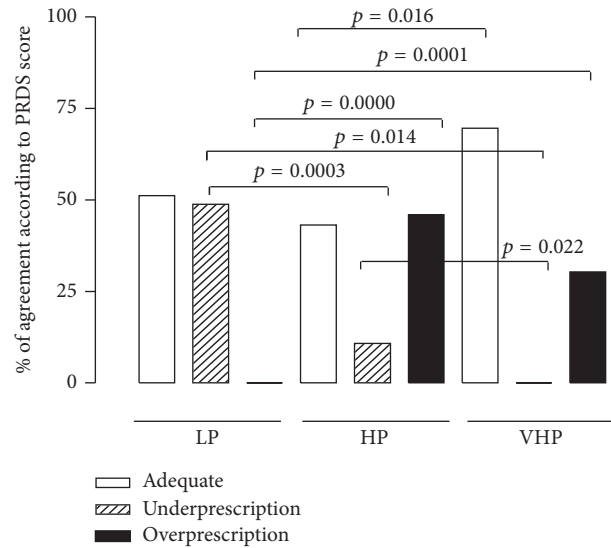 100
p = 0.016
p = 0.0001
75
p = 0.0000
p = 0.014
50
p = 0.0003
p = 0.022
25
0
% of agreement according to PRDS score
LP HP VHP
Adequate
Underprescription
Overprescription